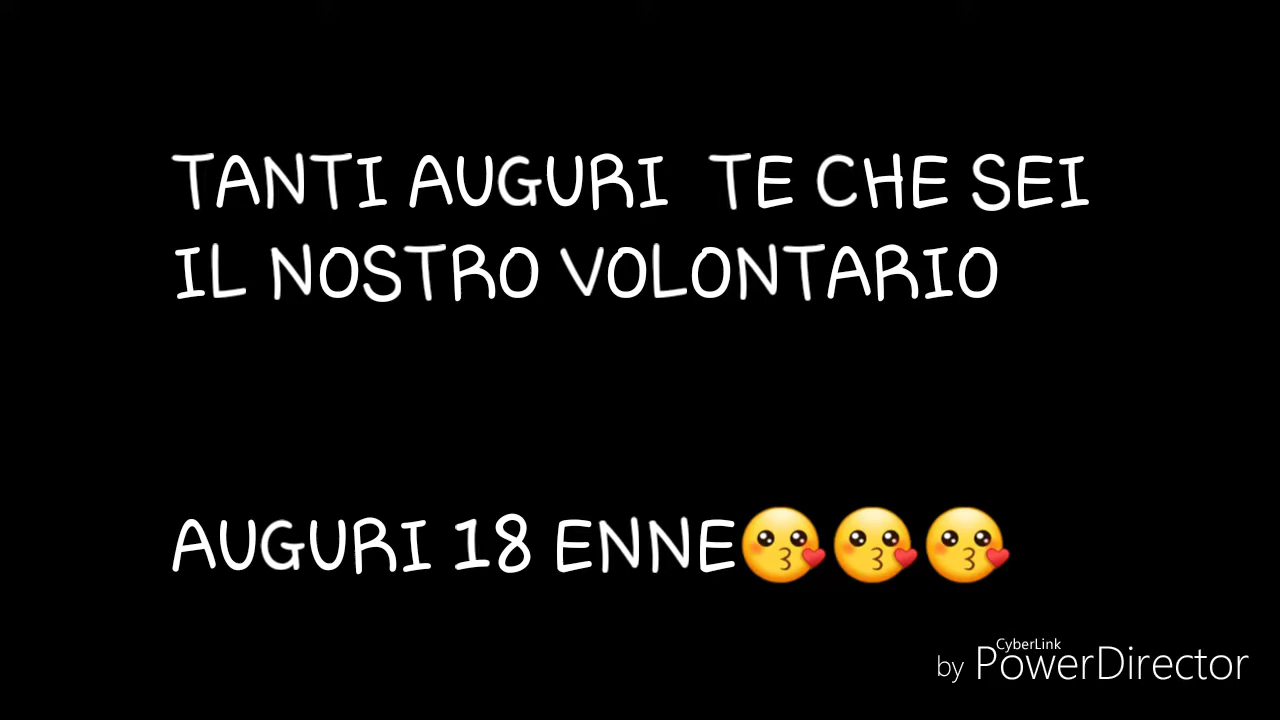 TANTI AUGURI  TE CHE SEI
IL NOSTRO VOLONTARIO
AUGURI 18 ENNE😘😘😘
CyberLink
by PowerDirector